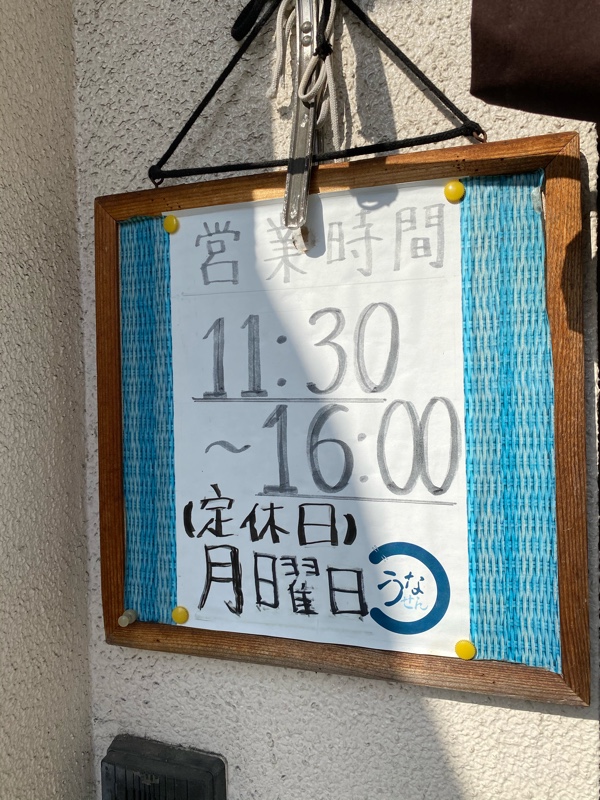 営業時間
11:30
~16:00
(定休日)
月曜日
うな
せん